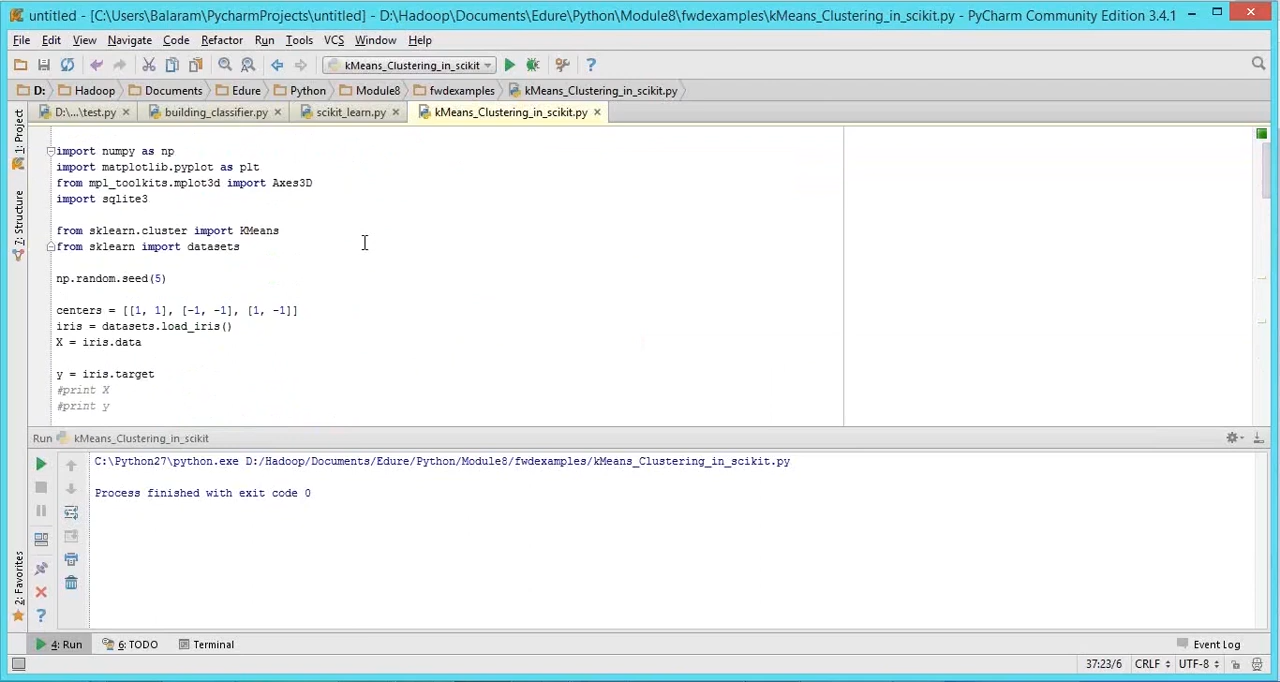 untitled - [C:\Users\Balaram\PycharmProjects\untitled] - D:\Hadoop\Documents\Edure\Python\Module8\fwdexamples\kMeans_Clustering_in_scikit.py - PyCharm Community Edition 3.4.1
File Edit View Navigate Code Refactor Run Tools VCS Window Help
kMeans_Clustering_in_scikit
D: Hadoop Documents Edure Python Module8 fwdexamples kMeans_Clustering_in_scikit.py
D:\...\test.py building_classifier.py scikit_learn.py kMeans_Clustering_in_scikit.py
1: Project
7: Structure
import numpy as np
import matplotlib.pyplot as plt
from mpl_toolkits.mplot3d import Axes3D
import sqlite3
from sklearn.cluster import KMeans
from sklearn import datasets
np.random.seed(5)
centers = [[1, 1], [-1, -1], [1, -1]]
iris = datasets.load_iris()
X = iris.data
y = iris.target
#print X
#print y
Run kMeans_Clustering_in_scikit
C:\Python27\python.exe D:/Hadoop/Documents/Edure/Python/Module8/fwdexamples/kMeans_Clustering_in_scikit.py
Process finished with exit code 0
2: Favorites
4: Run 6: TODO Terminal Event Log
37:23/6 CRLF UTF-8